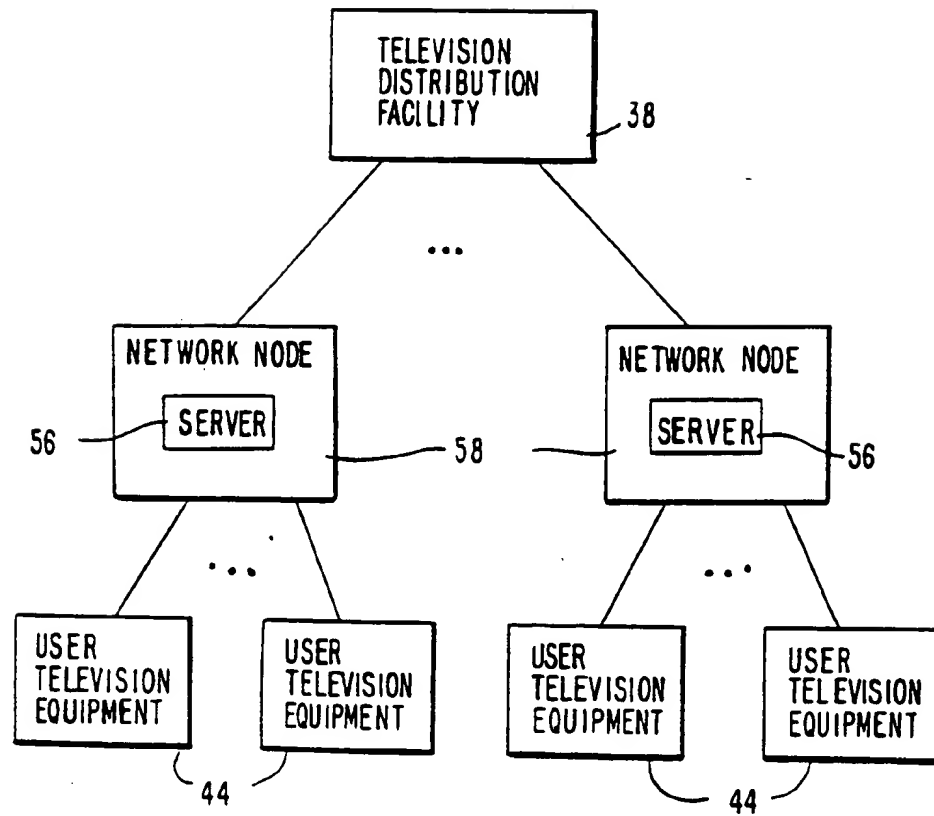 TELEVISION
DISTRIBUTION
FACILITY
38
...
NETWORK NODE
SERVER
56
58
NETWORK NODE
SERVER
56
...
...
USER
TELEVISION
EQUIPMENT
USER
TELEVISION
EQUIPMENT
44
USER
TELEVISION
EQUIPMENT
USER
TELEVISION
EQUIPMENT
44